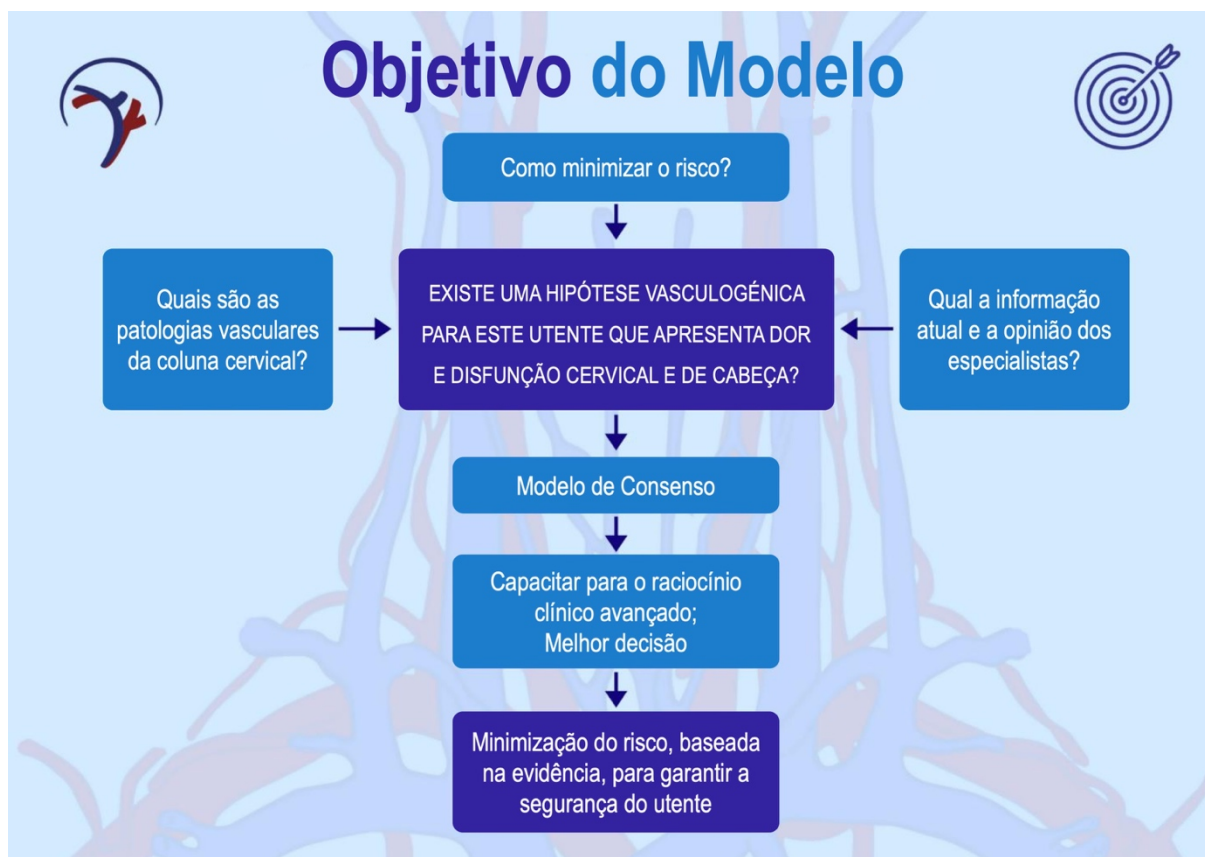 Objetivo do Modelo
Como minimizar o risco?
Quais são as
patologias vasculares
da coluna cervical?
EXISTE UMA HIPÓTESE VASCULOGÉNICA
PARA ESTE UTENTE QUE APRESENTA DOR
E DISFUNÇÃO CERVICAL E DE CABEÇA?
Qual a informação
atual e a opinião dos
especialistas?
Modelo de Consenso
Capacitar para o raciocínio
clínico avançado;
Melhor decisão
Minimização do risco, baseada
na evidência, para garantir a
segurança do utente